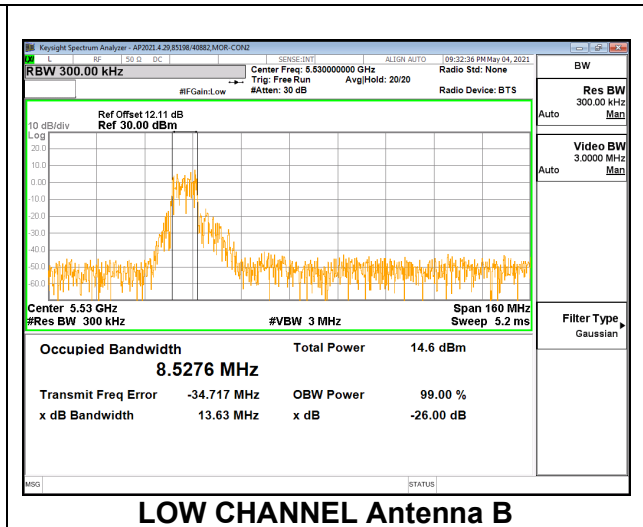 Keysight Spectrum Analyzer - AP2021.4.29,85198/40882,MOR-CON2
L RF 50 Ω DC SENSE:INT ALIGN AUTO 09:32:36 PM May 04, 2021
RBW 300.00 kHz Center Freq: 5.530000000 GHz Radio Std: None
Trig: Free Run Avg|Hold: 20/20
#IFGain:Low #Atten: 30 dB Radio Device: BTS
BW
Res BW
300.00 kHz
Auto Man
Video BW
3.0000 MHz
Auto Man
Filter Type
Gaussian
Ref Offset 12.11 dB
10 dB/div Ref 30.00 dBm
Log
20.0
10.0
0.00
-10.0
-20.0
-30.0
-40.0
-50.0
-60.0
Center 5.53 GHz Span 160 MHz
#Res BW 300 kHz #VBW 3 MHz Sweep 5.2 ms
Occupied Bandwidth Total Power 14.6 dBm
8.5276 MHz
Transmit Freq Error -34.717 MHz OBW Power 99.00 %
x dB Bandwidth 13.63 MHz x dB -26.00 dB
MSG STATUS
LOW CHANNEL Antenna B